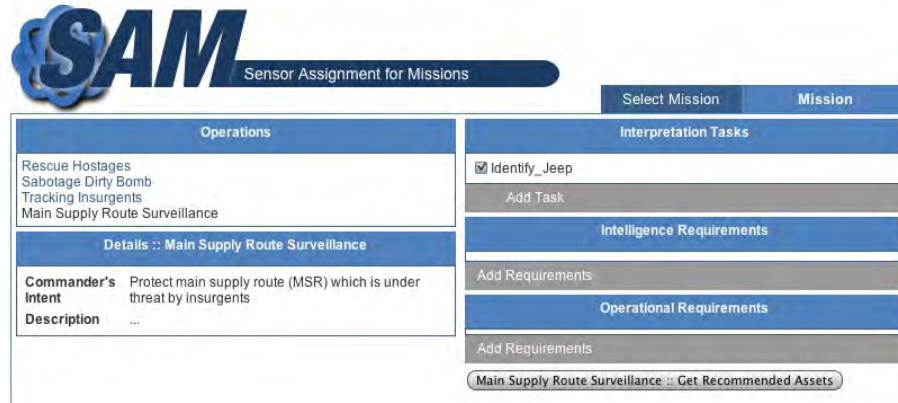 SAM
Sensor Assignment for Missions
Select Mission
Mission
Operations
Rescue Hostages
Sabotage Dirty Bomb
Tracking Insurgents
Main Supply Route Surveillance
Details :: Main Supply Route Surveillance
Commander's Intent Protect main supply route (MSR) which is under
threat by insurgents
Description ...
Interpretation Tasks
Identify_Jeep
Add Task
Intelligence Requirements
Add Requirements
Operational Requirements
Add Requirements
Main Supply Route Surveillance :: Get Recommended Assets